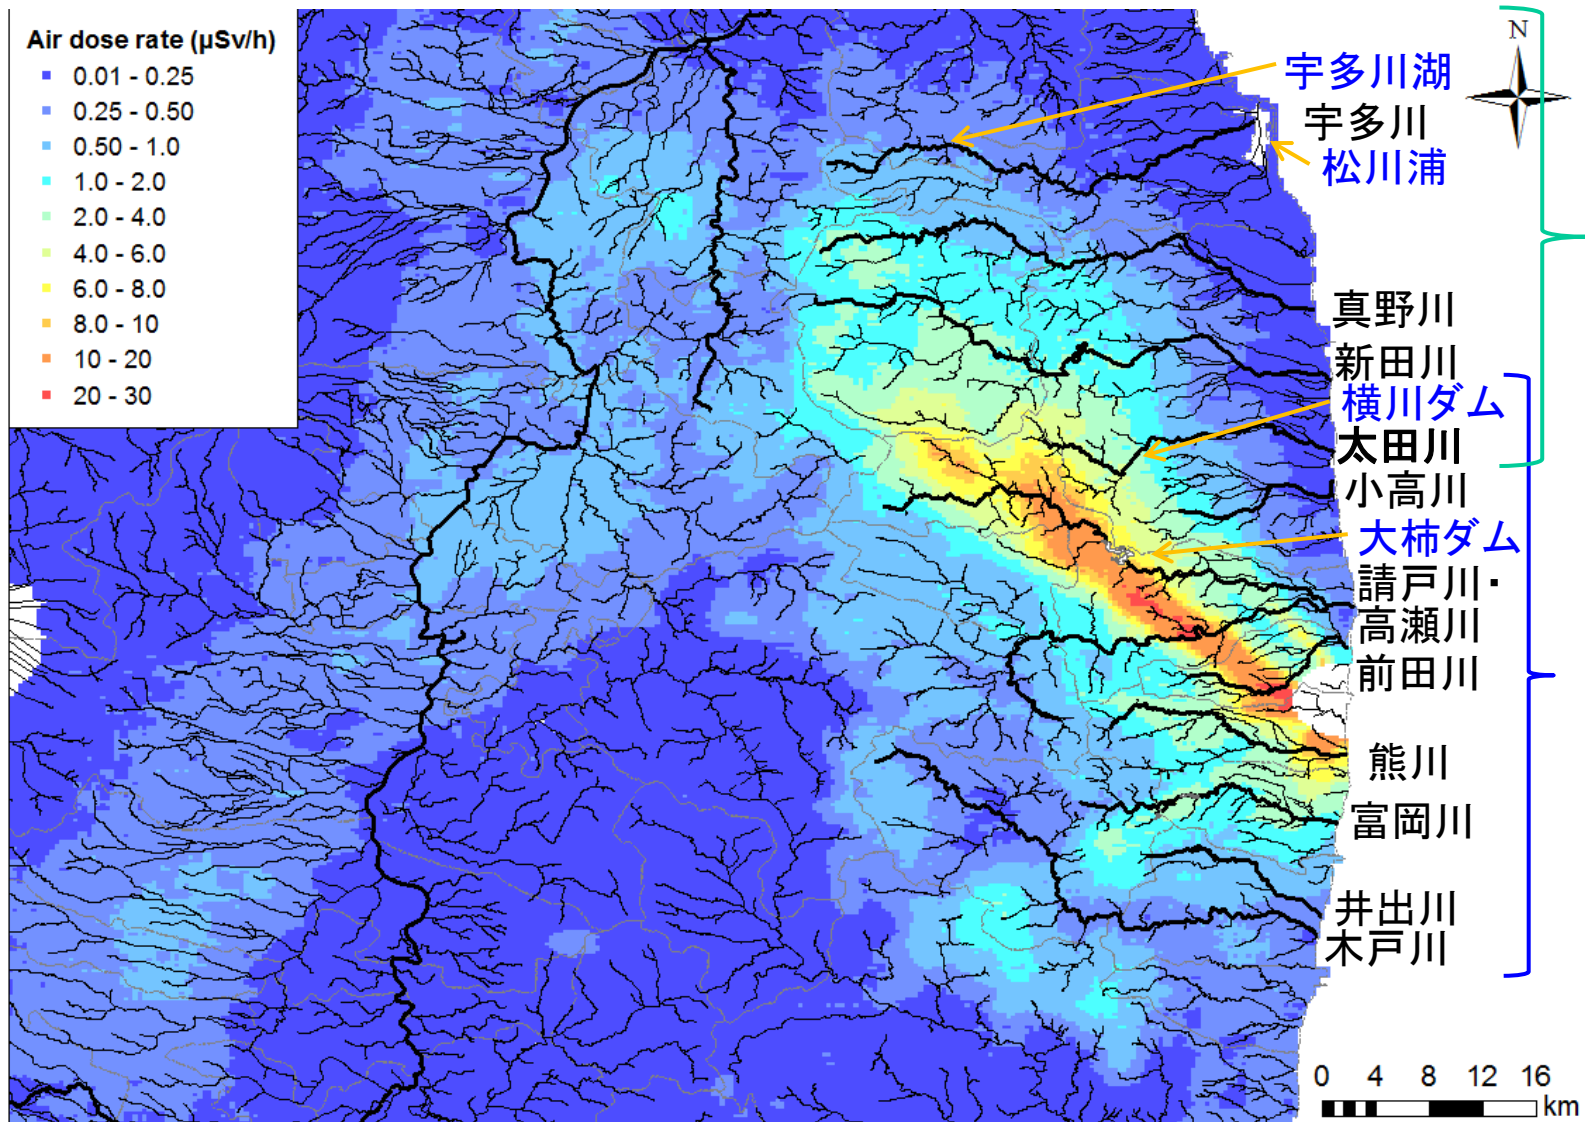 Air dose rate (μSv/h)
0.01 - 0.25
0.25 - 0.50
0.50 - 1.0
1.0 - 2.0
2.0 - 4.0
4.0 - 6.0
6.0 - 8.0
8.0 - 10
10 - 20
20 - 30
N
宇多川湖
宇多川
松川浦
真野川
新田川
横川ダム
太田川
小高川
大柿ダム
請戸川・
高瀬川
前田川
熊川
富岡川
井出川
木戸川
0 4 8 12 16
km